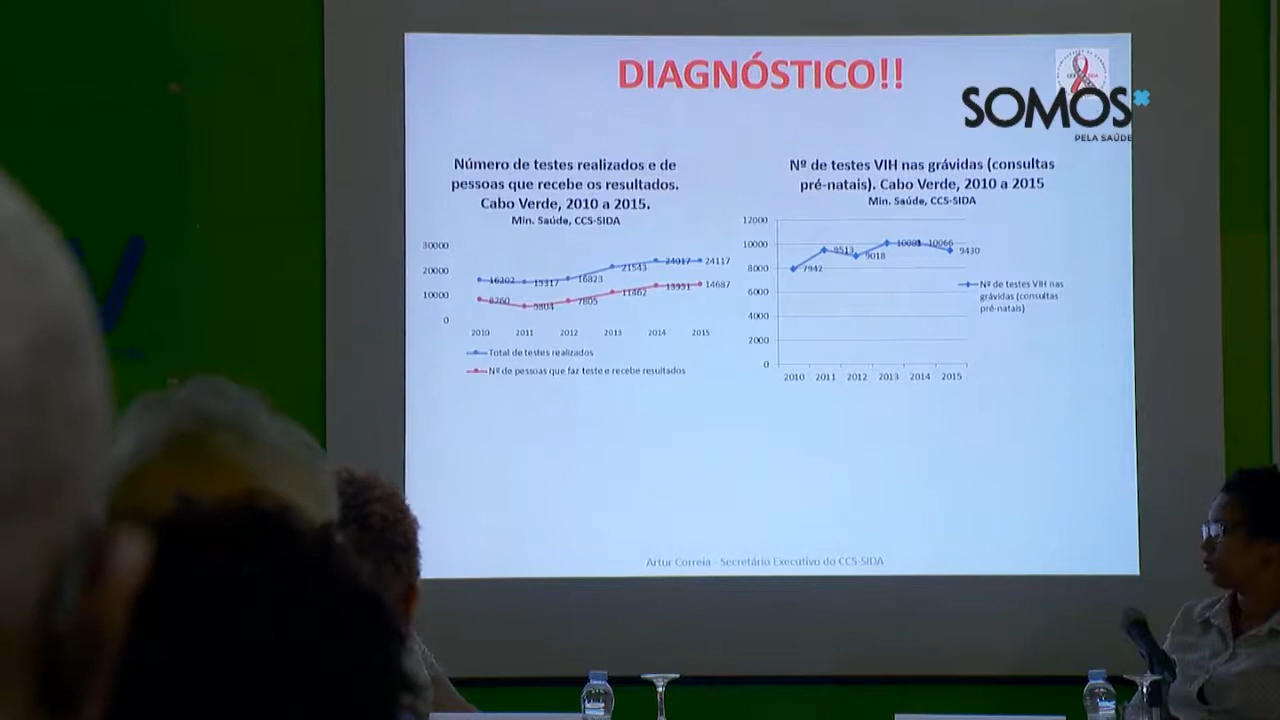 DIAGNÓSTICO!!
SOMOS
PELA SAÚDE
Número de testes realizados e de
pessoas que recebe os resultados.
Cabo Verde, 2010 a 2015.
Min. Saúde, CCS-SIDA
30000
20000
10000
0
16202
15317
16823
21543
24017
24117
8260
5804
7805
11462
13951
14687
2010 2011 2012 2013 2014 2015
Total de testes realizados
Nº de pessoas que faz teste e recebe resultados
Nº de testes VIH nas grávidas (consultas
pré-natais). Cabo Verde, 2010 a 2015
Min. Saúde, CCS-SIDA
12000
10000
8000
6000
4000
2000
0
7942
9513
9018
10066
9430
2010 2011 2012 2013 2014 2015
Nº de testes VIH nas
grávidas (consultas
pré-natais)
Artur Correia - Secretário Executivo do CCS-SIDA